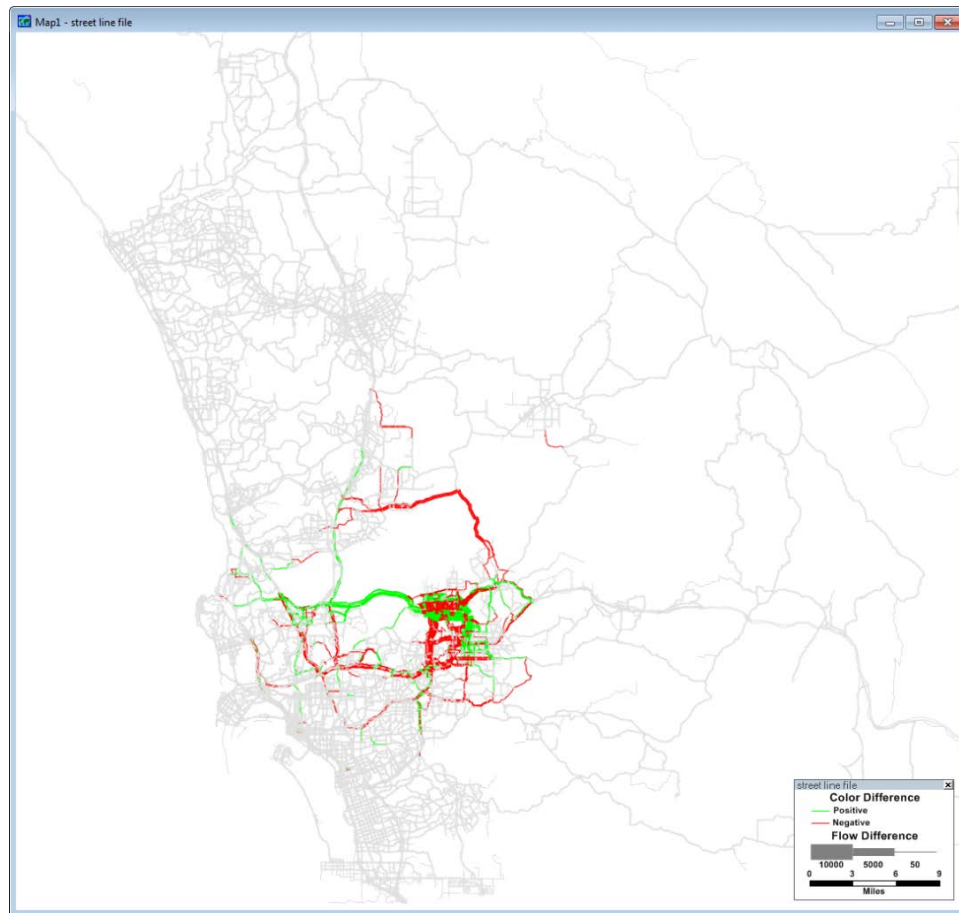 Map1 - street line file
street line file
Color Difference
Positive
Negative
Flow Difference
10000 5000 50
0 3 6 9
Miles